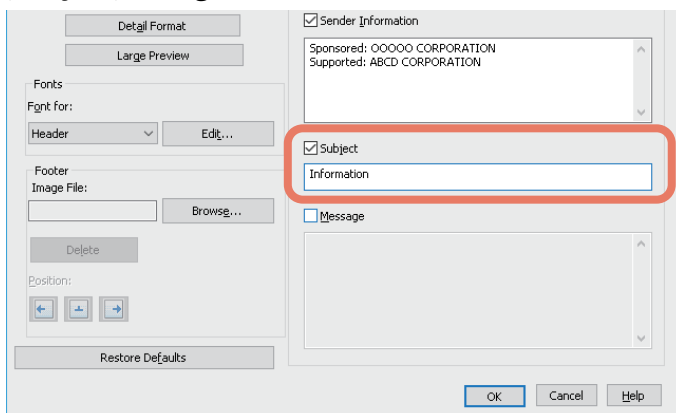 Detail Format
Large Preview
Fonts
Font for:
Header
Edit...
Footer
Image File:
Browse...
Delete
Position:
Restore Defaults
Sender Information
Sponsored: OOOOO CORPORATION
Supported: ABCD CORPORATION
Subject
Information
Message
OK
Cancel
Help